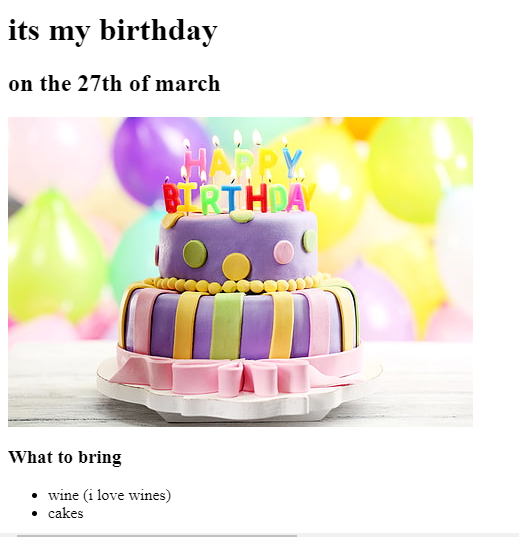 its my birthday
on the 27th of march
HAPPY
BIRTHDAY
What to bring
wine (i love wines)
cakes